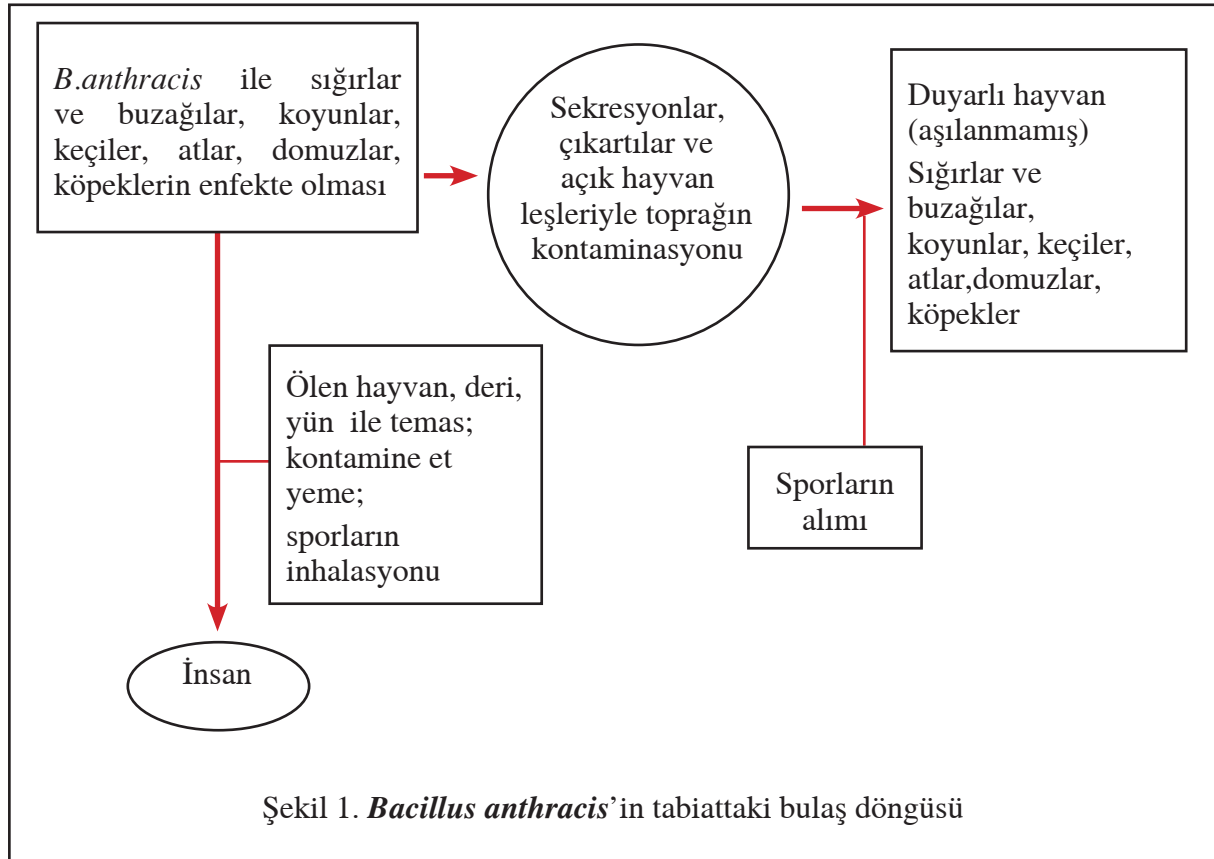 B.anthracis ile sığırlar
ve buzağılar, koyunlar,
keçiler, atlar, domuzlar,
köpeklerin enfekte olması
Sekresyonlar,
çıkartılar ve
açık hayvan
leşleriyle toprağın
kontaminasyonu
Duyarlı hayvan
(aşılanmamış)
Sığırlar ve
buzağılar,
koyunlar, keçiler,
atlar,domuzlar,
köpekler
Ölen hayvan, deri,
yün ile temas;
kontamine et
yeme;
sporların
inhalasyonu
Sporların
alımı
İnsan
Şekil 1. Bacillus anthracis’in tabiattaki bulaş döngüsü